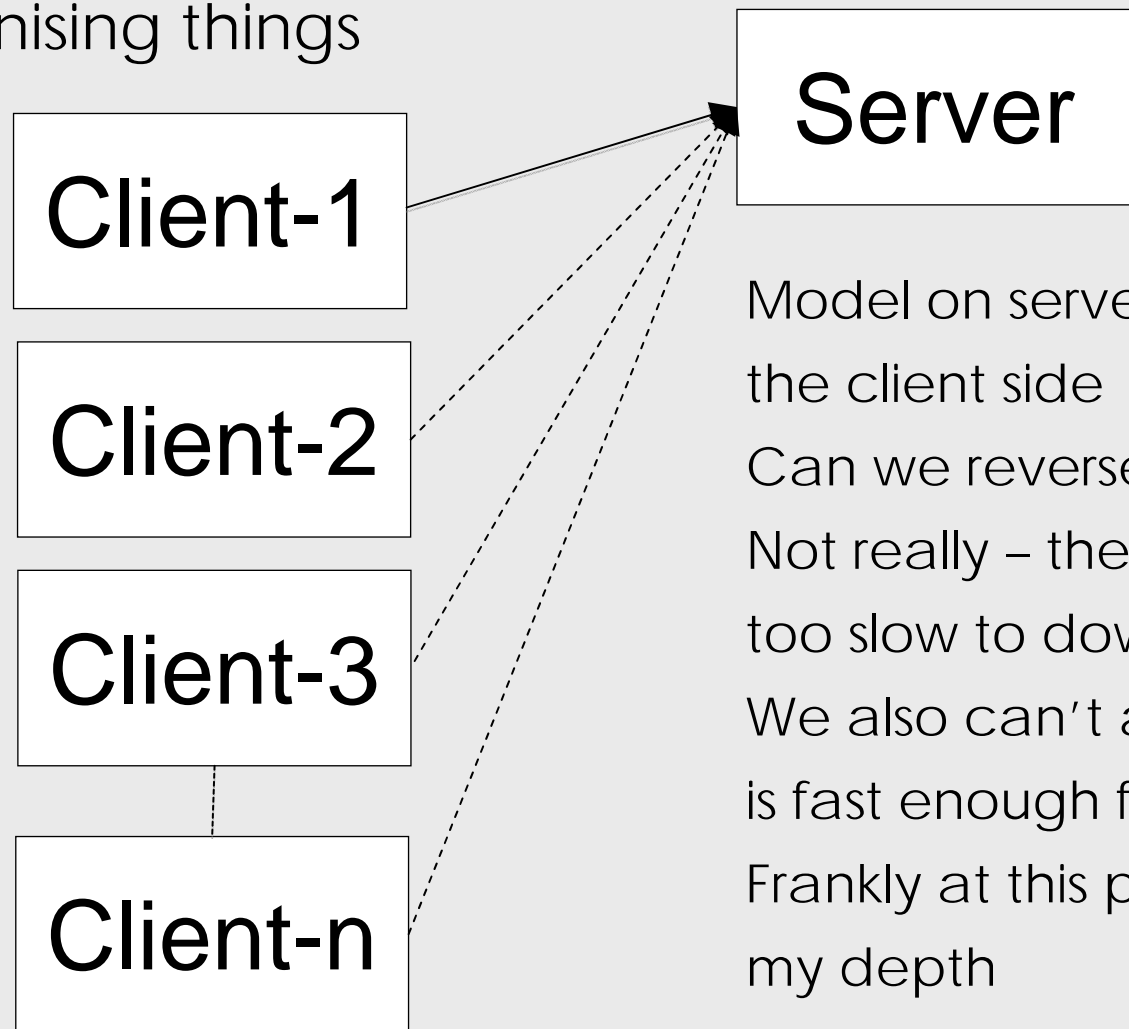 nising things
Server
Client-1
Client-2
Client-3
Client-n
Model on serve
the client side
Can we reverse
Not really – the
too slow to dow
We also can't a
is fast enough f
Frankly at this p
my depth